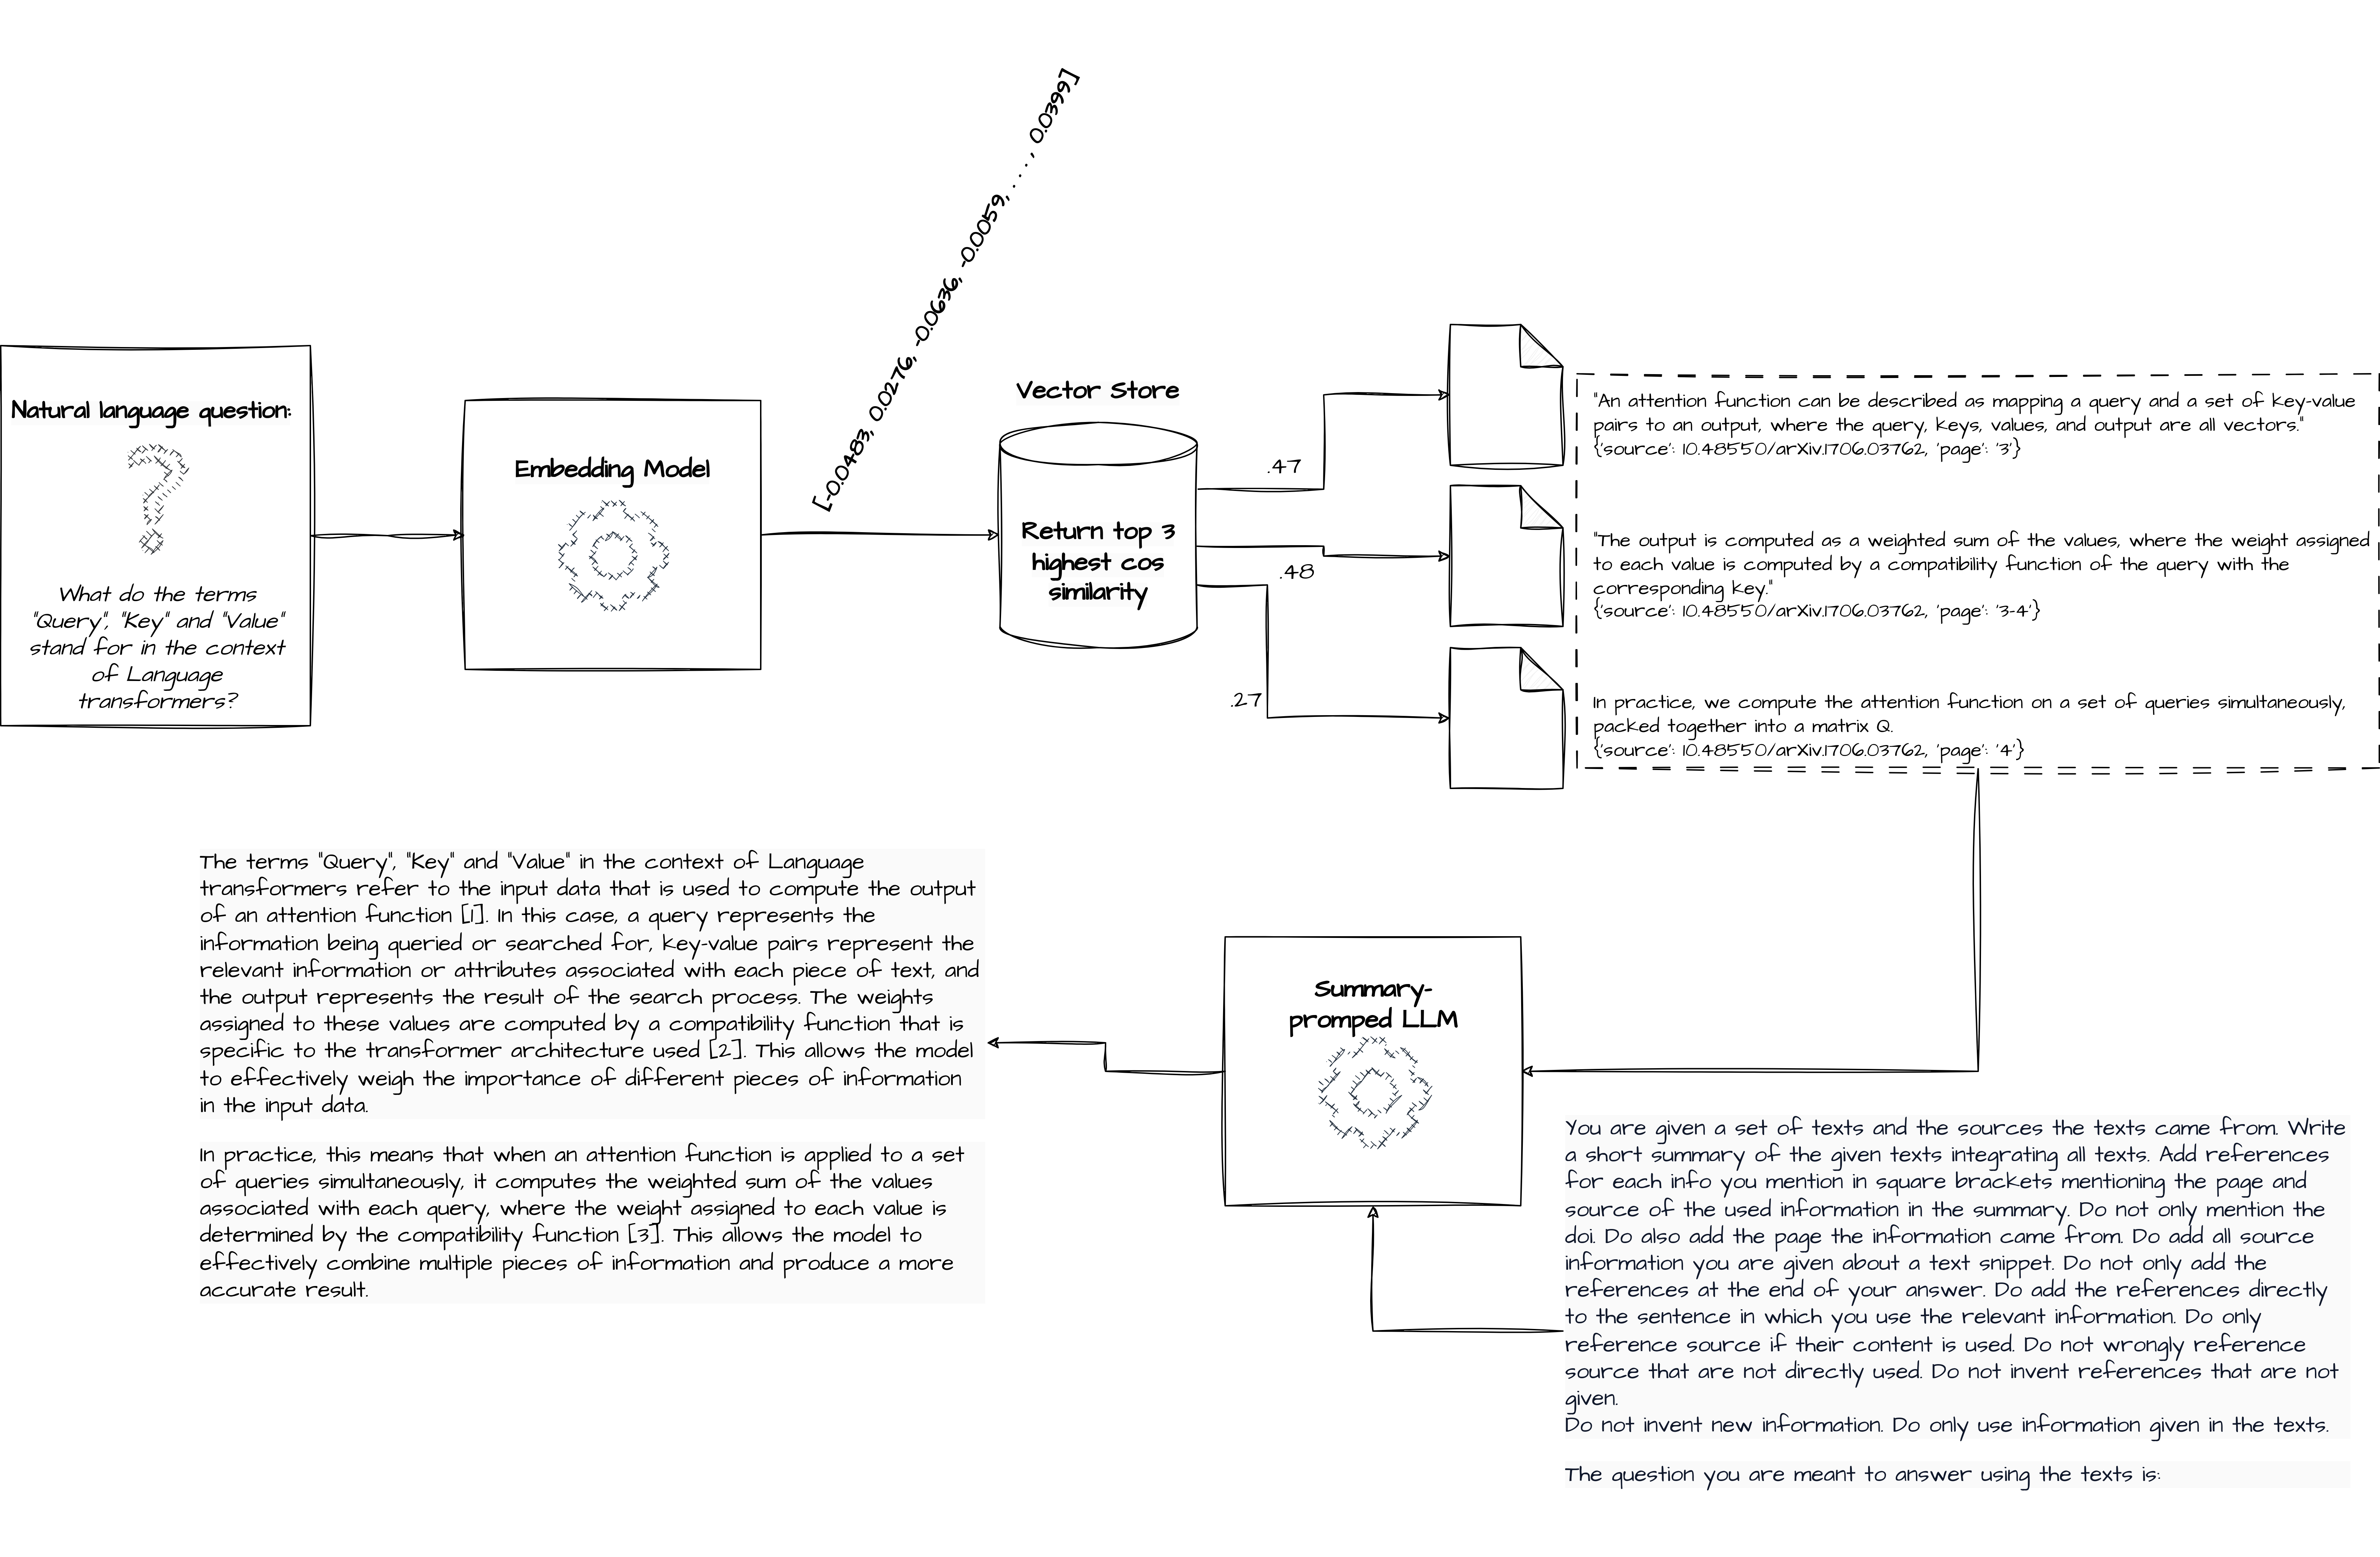 Natural language question:
What do the terms
"Query", "Key" and "Value"
stand for in the context
of Language
transformers?
Embedding Model
[-0.0483, 0.0276, -0.0636, -0.0059, . . . , 0.0399]
Vector Store
Return top 3
highest cos
similarity
.47
.48
.27
"An attention function can be described as mapping a query and a set of key-value
pairs to an output, where the query, keys, values, and output are all vectors."
{'source': 10.48550/arXiv.1706.03762, 'page': '3'}
"The output is computed as a weighted sum of the values, where the weight assigned
to each value is computed by a compatibility function of the query with the
corresponding key."
{'source': 10.48550/arXiv.1706.03762, 'page': '3-4'}
In practice, we compute the attention function on a set of queries simultaneously,
packed together into a matrix Q.
{'source': 10.48550/arXiv.1706.03762, 'page': '4'}
The terms "Query", "Key" and "Value" in the context of Language
transformers refer to the input data that is used to compute the output
of an attention function [1]. In this case, a query represents the
information being queried or searched for, key-value pairs represent the
relevant information or attributes associated with each piece of text, and
the output represents the result of the search process. The weights
assigned to these values are computed by a compatibility function that is
specific to the transformer architecture used [2]. This allows the model
to effectively weigh the importance of different pieces of information
in the input data.
In practice, this means that when an attention function is applied to a set
of queries simultaneously, it computes the weighted sum of the values
associated with each query, where the weight assigned to each value is
determined by the compatibility function [3]. This allows the model to
effectively combine multiple pieces of information and produce a more
accurate result.
Summary-
promped LLM
You are given a set of texts and the sources the texts came from. Write
a short summary of the given texts integrating all texts. Add references
for each info you mention in square brackets mentioning the page and
source of the used information in the summary. Do not only mention the
doi. Do also add the page the information came from. Do add all source
information you are given about a text snippet. Do not only add the
references at the end of your answer. Do add the references directly
to the sentence in which you use the relevant information. Do only
reference source if their content is used. Do not wrongly reference
source that are not directly used. Do not invent references that are not
given.
Do not invent new information. Do only use information given in the texts.
The question you are meant to answer using the texts is: